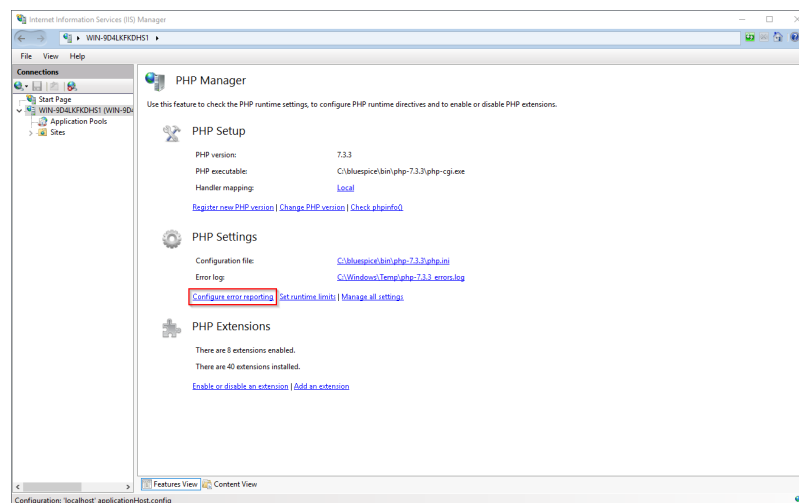 Internet Information Services (IIS) Manager
WIN-9D4LKFKDHS1
File View Help
Connections
Start Page
WIN-9D4LKFKDHS1 (WIN-9D4
Application Pools
Sites
PHP Manager
Use this feature to check the PHP runtime settings, to configure PHP runtime directives and to enable or disable PHP extensions.
PHP Setup
PHP version: 7.3.3
PHP executable: C:\bluespice\bin\php-7.3.3\php-cgi.exe
Handler mapping: Local
Register new PHP version | Change PHP version | Check phpinfo()
PHP Settings
Configuration file: C:\bluespice\bin\php-7.3.3\php.ini
Error log: C:\Windows\Temp\php-7.3.3_errors.log
Configure error reporting Set runtime limits | Manage all settings
PHP Extensions
There are 8 extensions enabled.
There are 40 extensions installed.
Enable or disable an extension | Add an extension
Features View Content View
Configuration: 'localhost' applicationHost.config